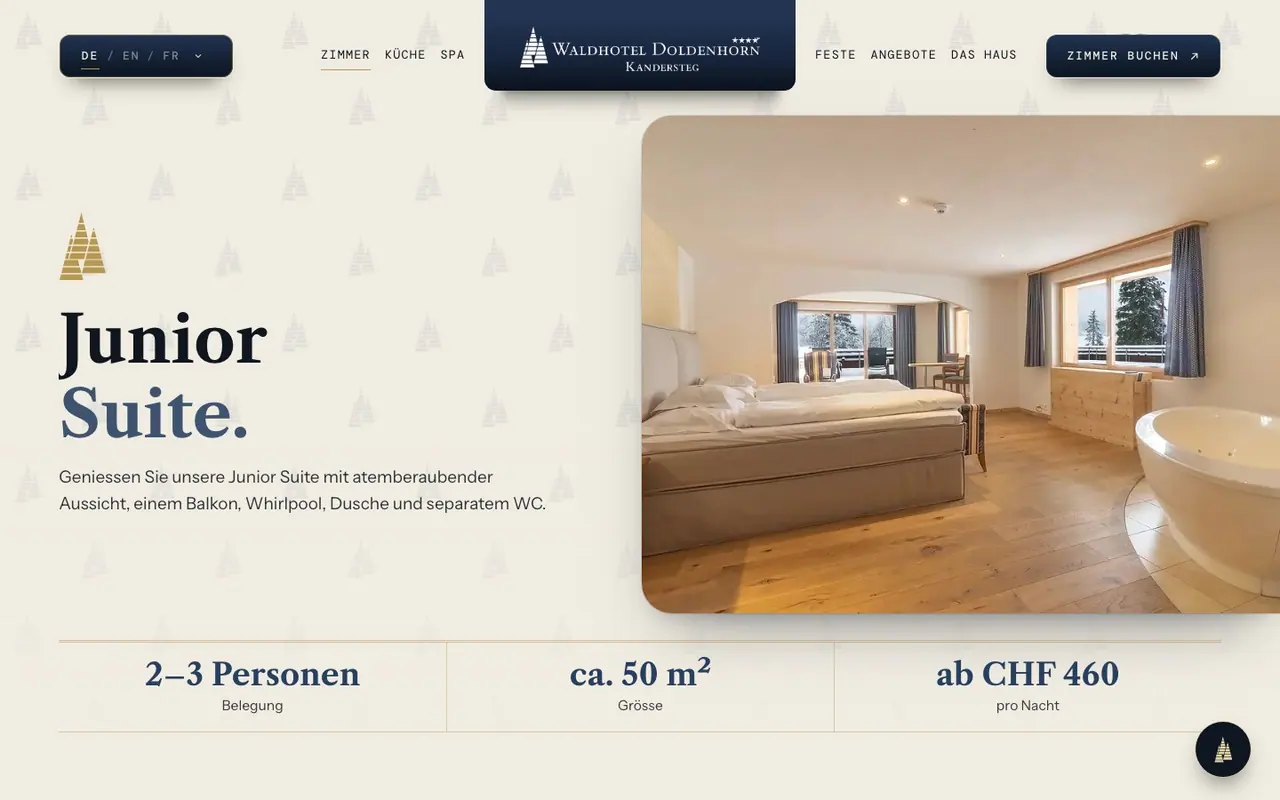 DE / EN / FR
ZIMMER KÜCHE SPA
WALDHOTEL DOLDENHORN
KANDERSTEG
FESTE ANGEBOTE DAS HAUS
ZIMMER BUCHEN ↗
Junior
Suite.
Geniessen Sie unsere Junior Suite mit atemberaubender
Aussicht, einem Balkon, Whirlpool, Dusche und separatem WC.
2–3 Personen
Belegung
ca. 50 m²
Grösse
ab CHF 460
pro Nacht